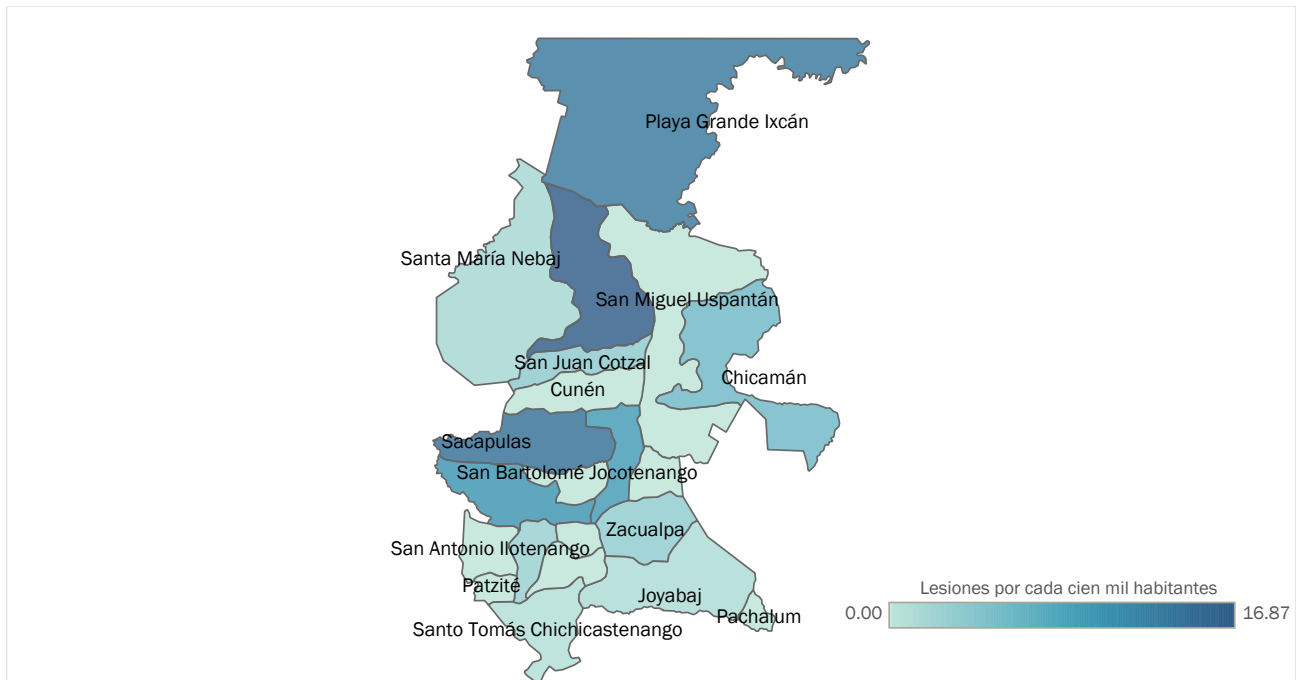 Playa Grande Ixcán
Santa María Nebaj
San Miguel Uspantán
San Juan Cotzal
Chicamán
Cunén
Sacapulas
San Bartolomé Jocotenango
Zacualpa
San Antonio Ilotenango
Patzité
Joyabaj
Pachalum
Santo Tomás Chichicastenango
Lesiones por cada cien mil habitantes
0.00
16.87